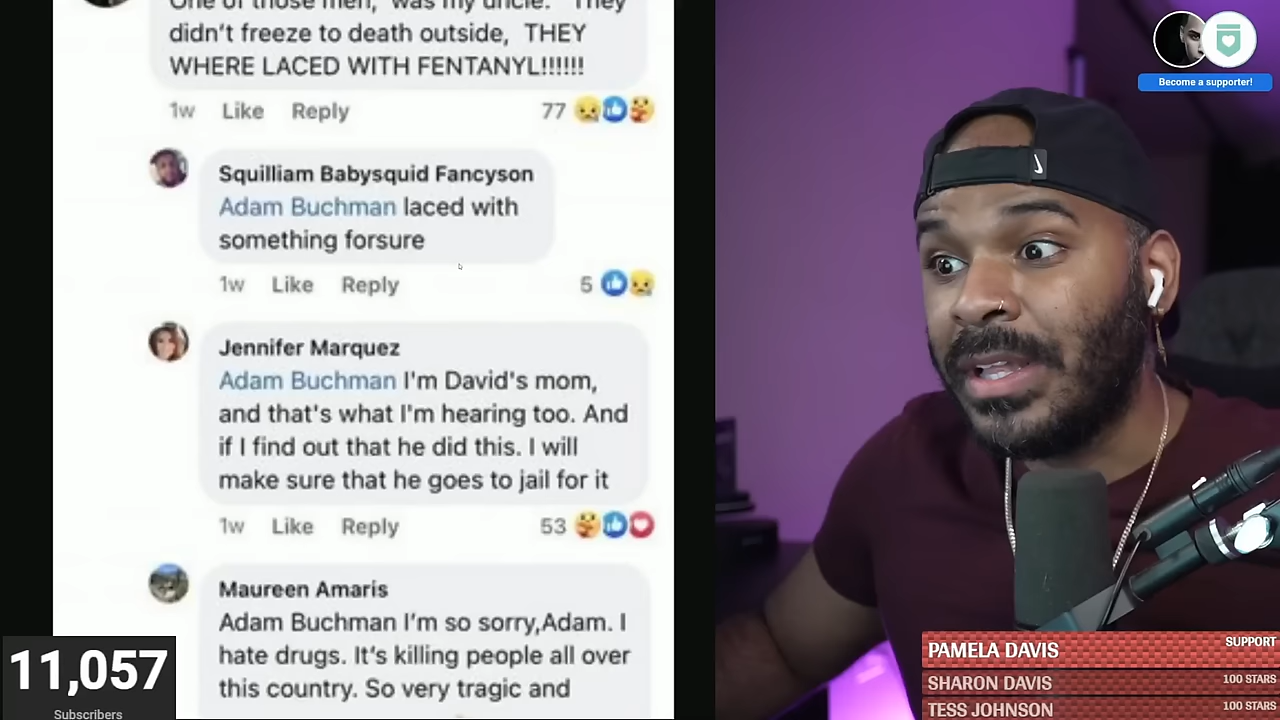 One of those men, was my uncle. They
didn't freeze to death outside, THEY
WHERE LACED WITH FENTANYL!!!!!!
1w Like Reply 77
Squilliam Babysquid Fancyson
Adam Buchman laced with
something forsure
1w Like Reply 5
Jennifer Marquez
Adam Buchman I'm David's mom,
and that's what I'm hearing too. And
if I find out that he did this. I will
make sure that he goes to jail for it
1w Like Reply 53
Maureen Amaris
Adam Buchman I'm so sorry,Adam. I
hate drugs. It's killing people all over
this country. So very tragic and
11,057
Subscribers
Become a supporter!
PAMELA DAVIS SUPPORT
SHARON DAVIS 100 STARS
TESS JOHNSON 100 STARS